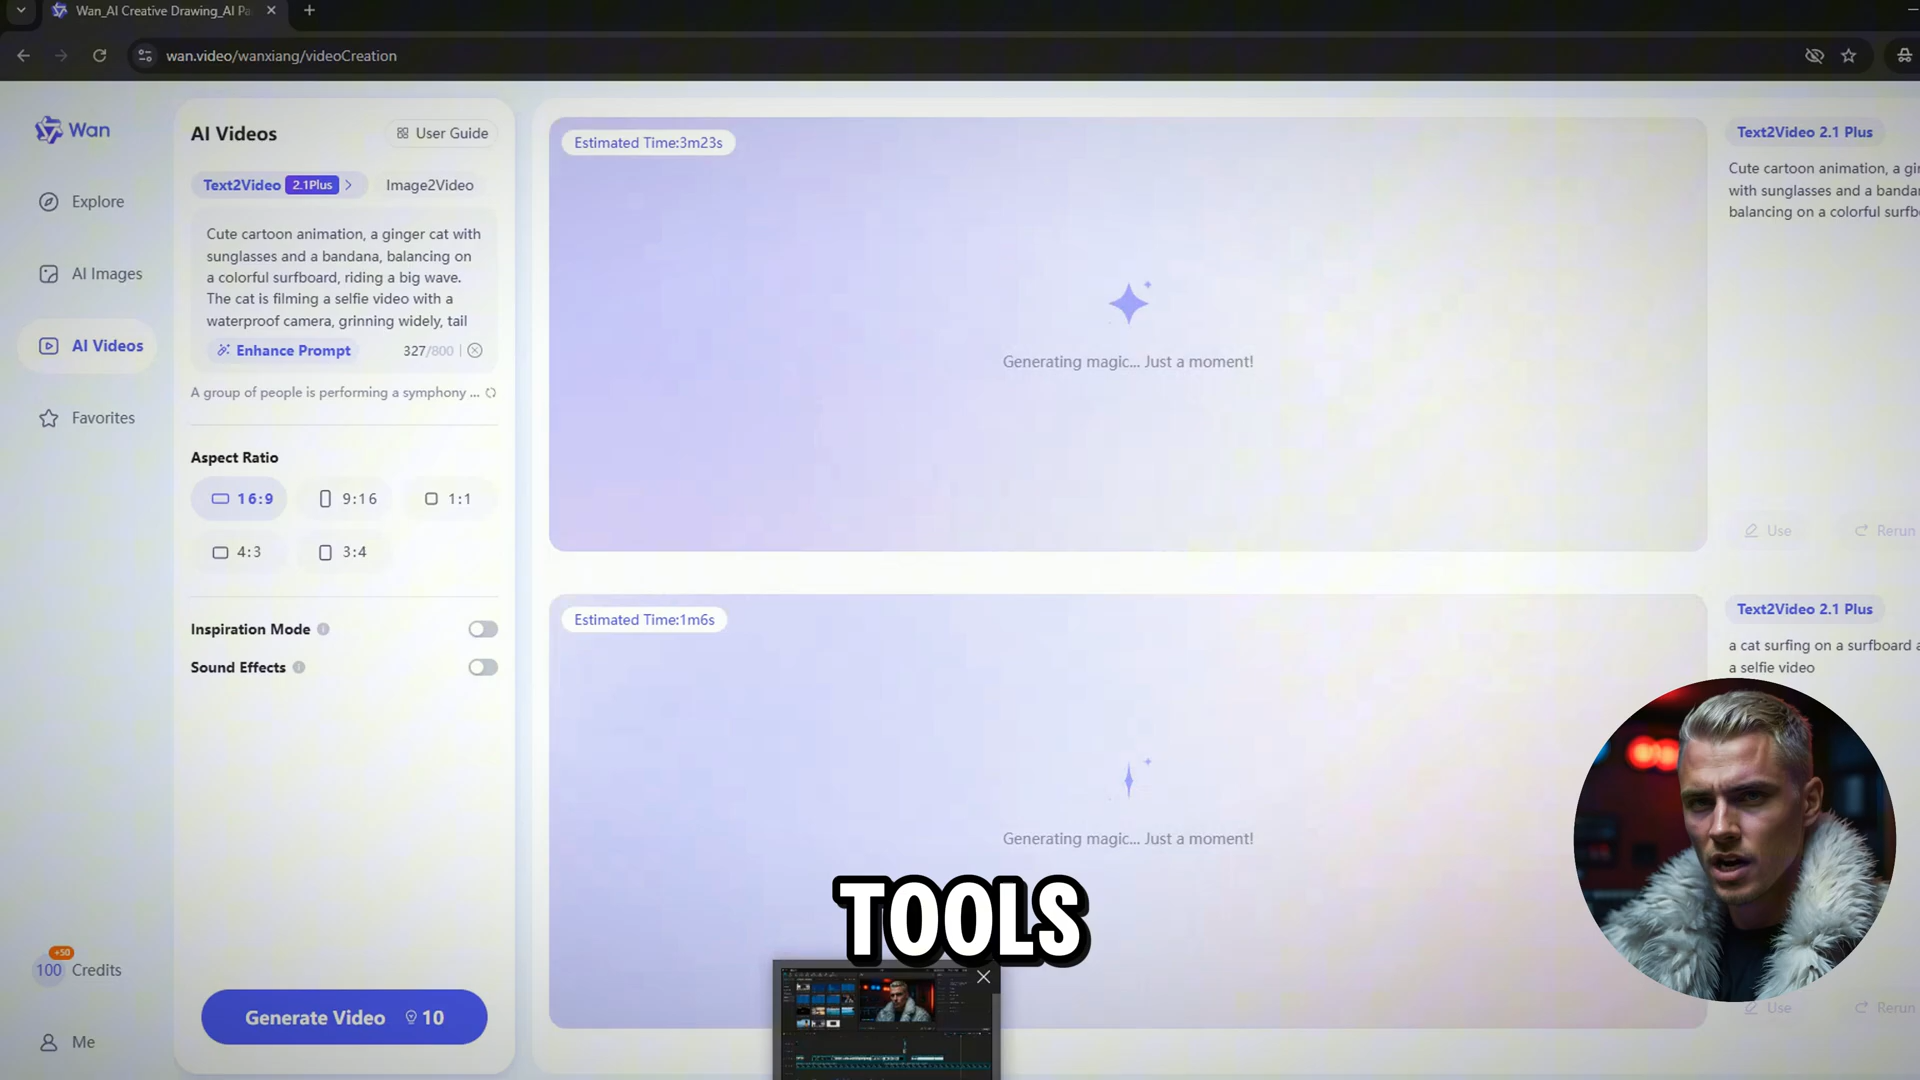 Wan_AI Creative Drawing_AI Pa
wan.video/wanxiang/videoCreation
Wan
Explore
AI Images
AI Videos
Favorites
+50
100 Credits
Me
AI Videos
User Guide
Text2Video 2.1Plus
Image2Video
Cute cartoon animation, a ginger cat with
sunglasses and a bandana, balancing on
a colorful surfboard, riding a big wave.
The cat is filming a selfie video with a
waterproof camera, grinning widely, tail
Enhance Prompt
327/800
A group of people is performing a symphony ...
Aspect Ratio
16:9
9:16
1:1
4:3
3:4
Inspiration Mode
Sound Effects
Generate Video 10
Estimated Time:3m23s
Generating magic... Just a moment!
Text2Video 2.1 Plus
Cute cartoon animation, a gin
with sunglasses and a bandan
balancing on a colorful surfb
Use
Rerun
Estimated Time:1m6s
Generating magic... Just a moment!
Text2Video 2.1 Plus
a cat surfing on a surfboard a
a selfie video
Use
Rerun
TOOLS